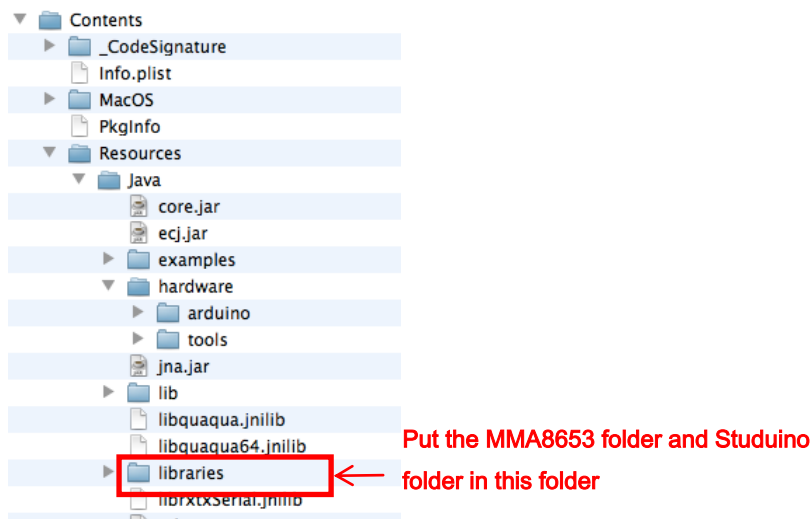 Contents
_CodeSignature
Info.plist
MacOS
PkgInfo
Resources
Java
core.jar
ecj.jar
examples
hardware
arduino
tools
jna.jar
lib
libquaqua.jnilib
libquaqua64.jnilib
Put the MMA8653 folder and Studuino
libraries
folder in this folder
librxtxSerial.jnilib